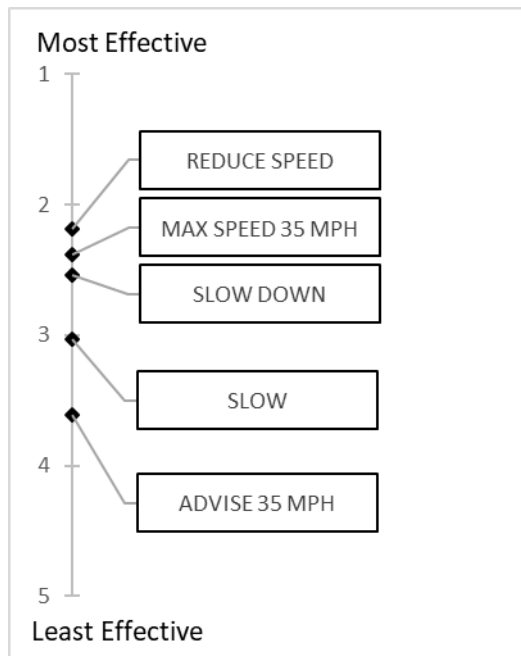 Most Effective
1
REDUCE SPEED
2
MAX SPEED 35 MPH
SLOW DOWN
3
SLOW
4
ADVISE 35 MPH
5
Least Effective